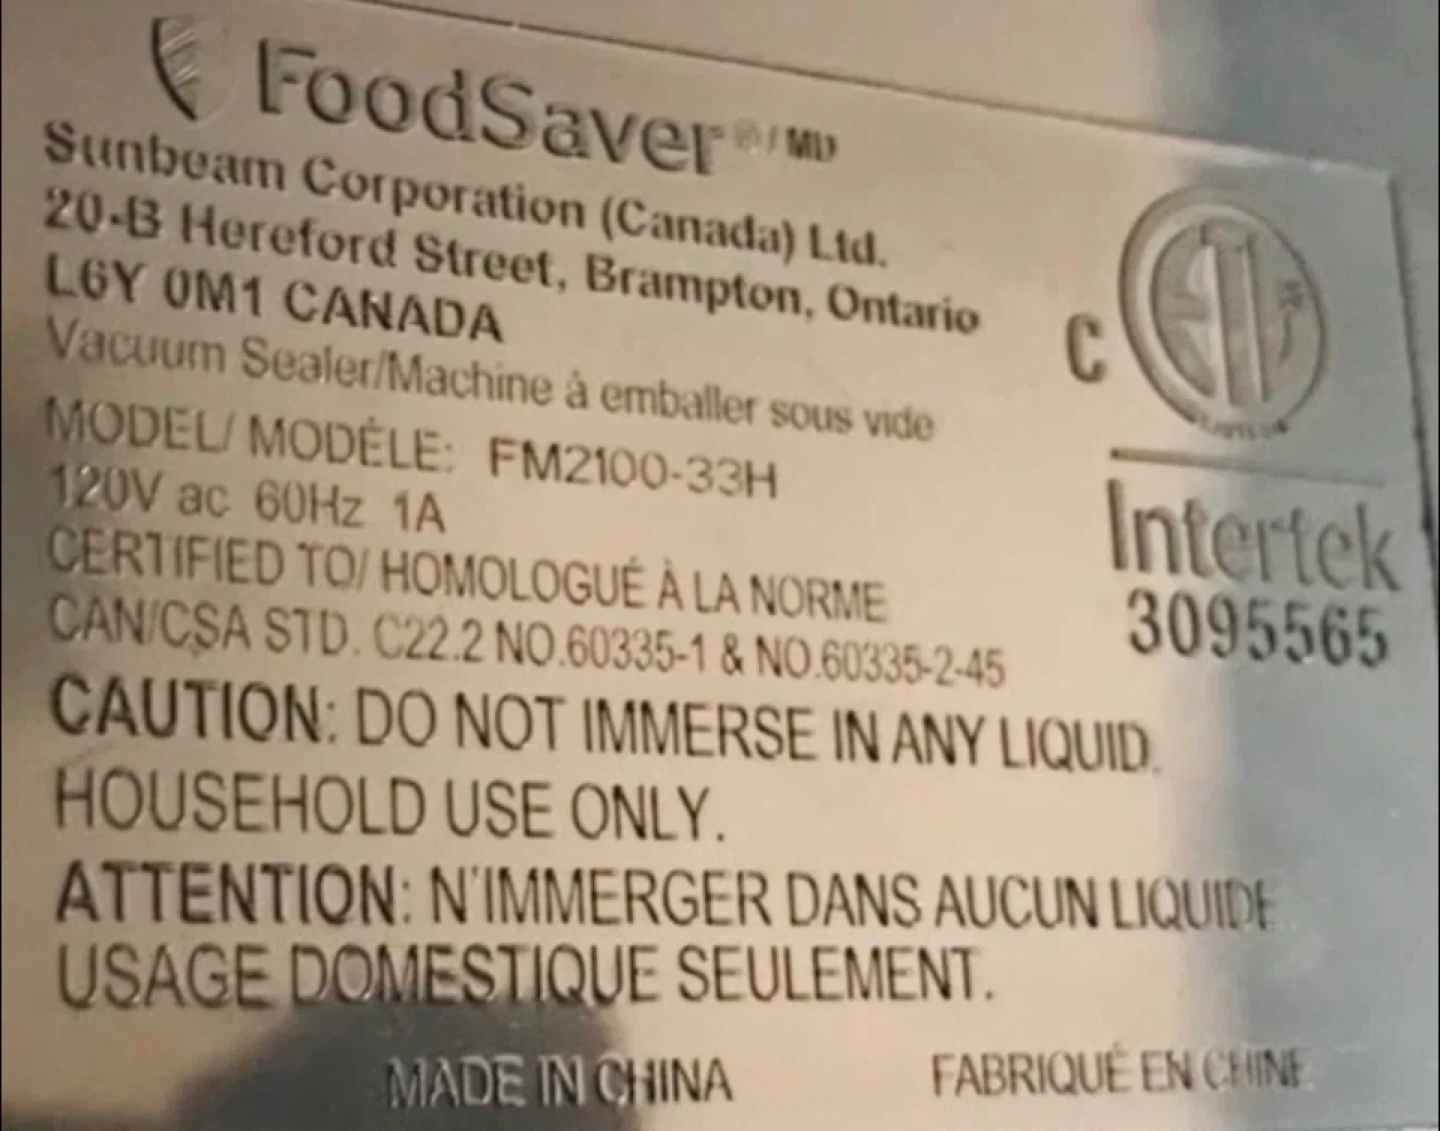 FoodSaver ®/MD
Sunbeam Corporation (Canada) Ltd.
20-B Hereford Street, Brampton, Ontario
L6Y 0M1 CANADA
Vacuum Sealer/Machine à emballer sous vide
MODEL/ MODÈLE: FM2100-33H
120V ac 60Hz 1A
CERTIFIED TO/ HOMOLOGUÉ À LA NORME
CAN/CSA STD. C22.2 NO.60335-1 & NO.60335-2-45
CAUTION: DO NOT IMMERSE IN ANY LIQUID.
HOUSEHOLD USE ONLY.
ATTENTION: N'IMMERGER DANS AUCUN LIQUIDE
USAGE DOMESTIQUE SEULEMENT.
MADE IN CHINA FABRIQUÉ EN CHINE
C
Intertek
3095565